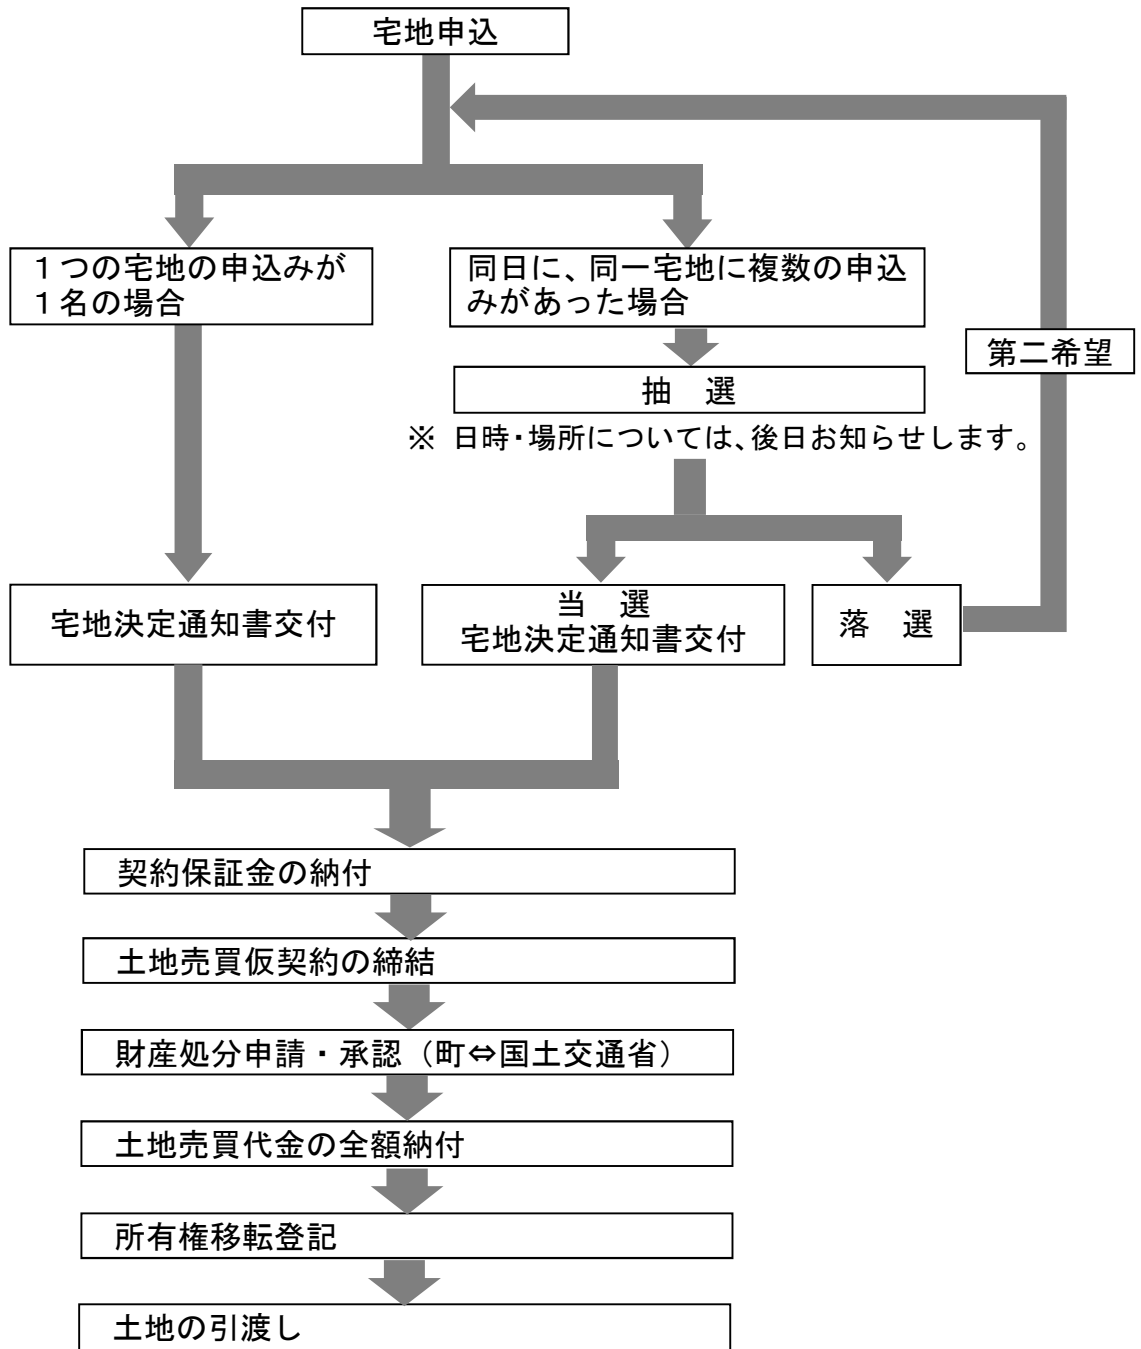 宅地申込
１つの宅地の申込みが
１名の場合
同日に、同一宅地に複数の申込
みがあった場合
第二希望
抽　選
※ 日時・場所については、後日お知らせします。
宅地決定通知書交付
当　選
宅地決定通知書交付
落　選
契約保証金の納付
土地売買仮契約の締結
財産処分申請・承認（町⇔国土交通省）
土地売買代金の全額納付
所有権移転登記
土地の引渡し